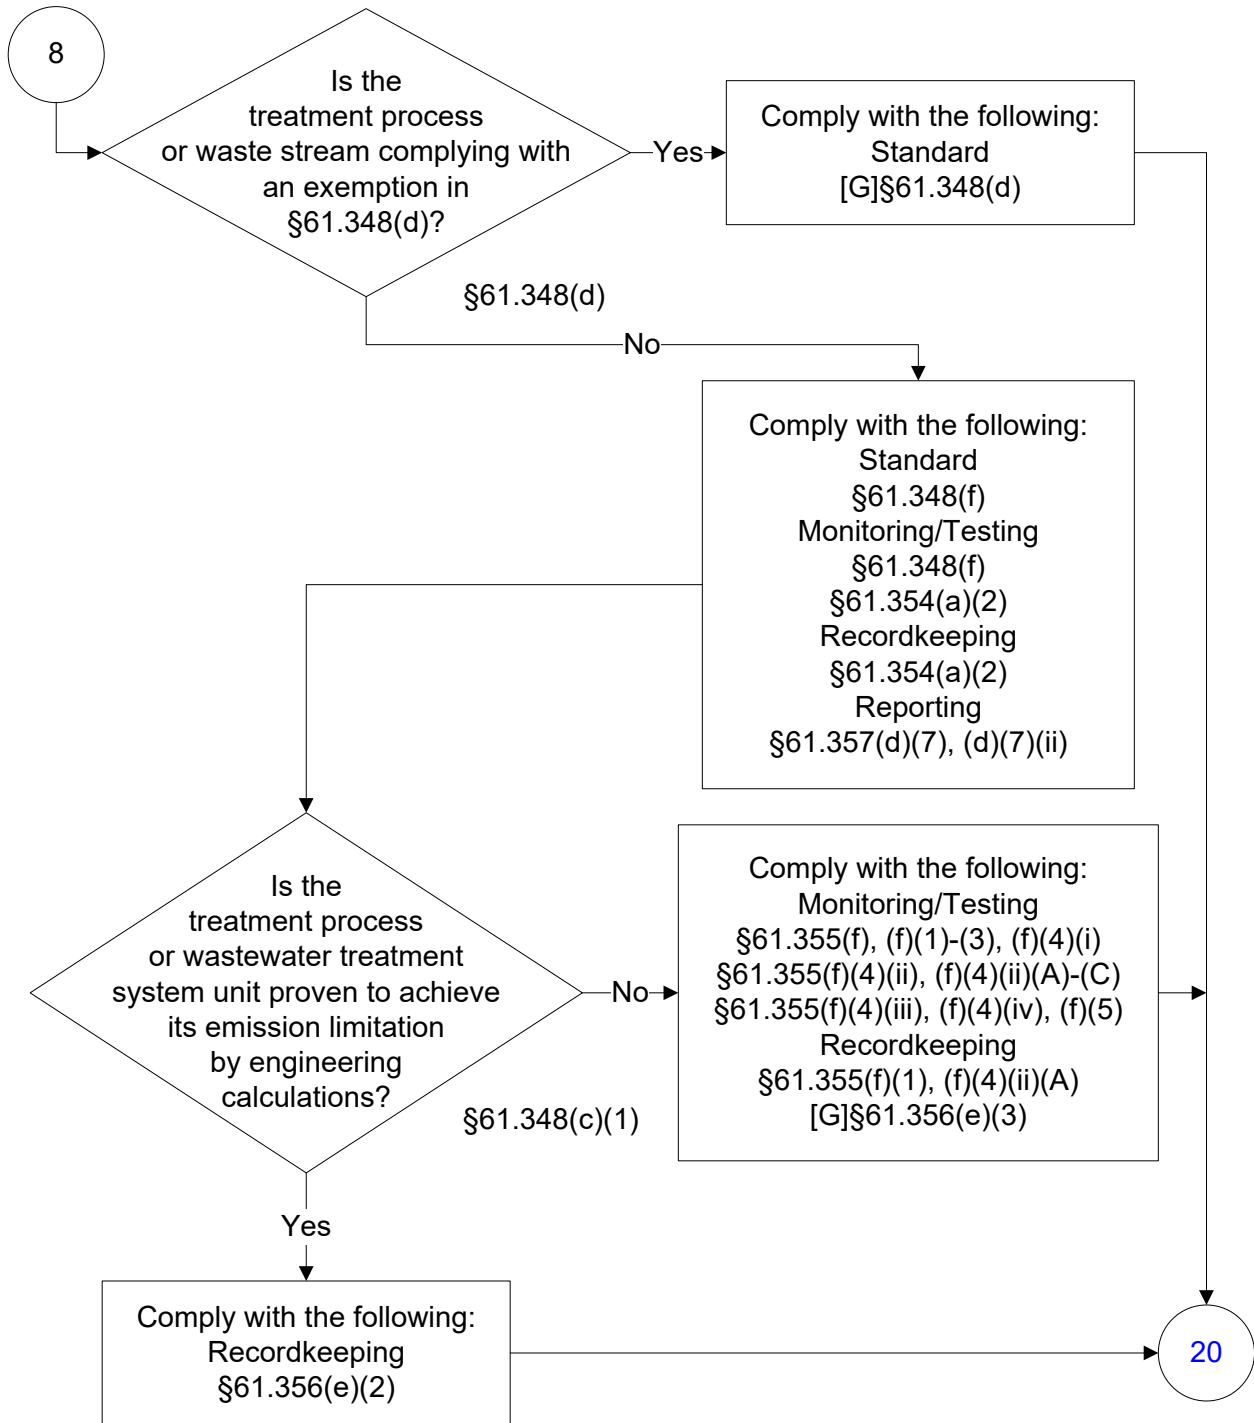 8
Is the
treatment process
or waste stream complying with
an exemption in
§61.348(d)?
Yes
Comply with the following:
Standard
[G]§61.348(d)
§61.348(d)
No
Comply with the following:
Standard
§61.348(f)
Monitoring/Testing
§61.348(f)
§61.354(a)(2)
Recordkeeping
§61.354(a)(2)
Reporting
§61.357(d)(7), (d)(7)(ii)
Is the
treatment process
or wastewater treatment
system unit proven to achieve
its emission limitation
by engineering
calculations?
§61.348(c)(1)
No
Comply with the following:
Monitoring/Testing
§61.355(f), (f)(1)-(3), (f)(4)(i)
§61.355(f)(4)(ii), (f)(4)(ii)(A)-(C)
§61.355(f)(4)(iii), (f)(4)(iv), (f)(5)
Recordkeeping
§61.355(f)(1), (f)(4)(ii)(A)
[G]§61.356(e)(3)
Yes
Comply with the following:
Recordkeeping
§61.356(e)(2)
20